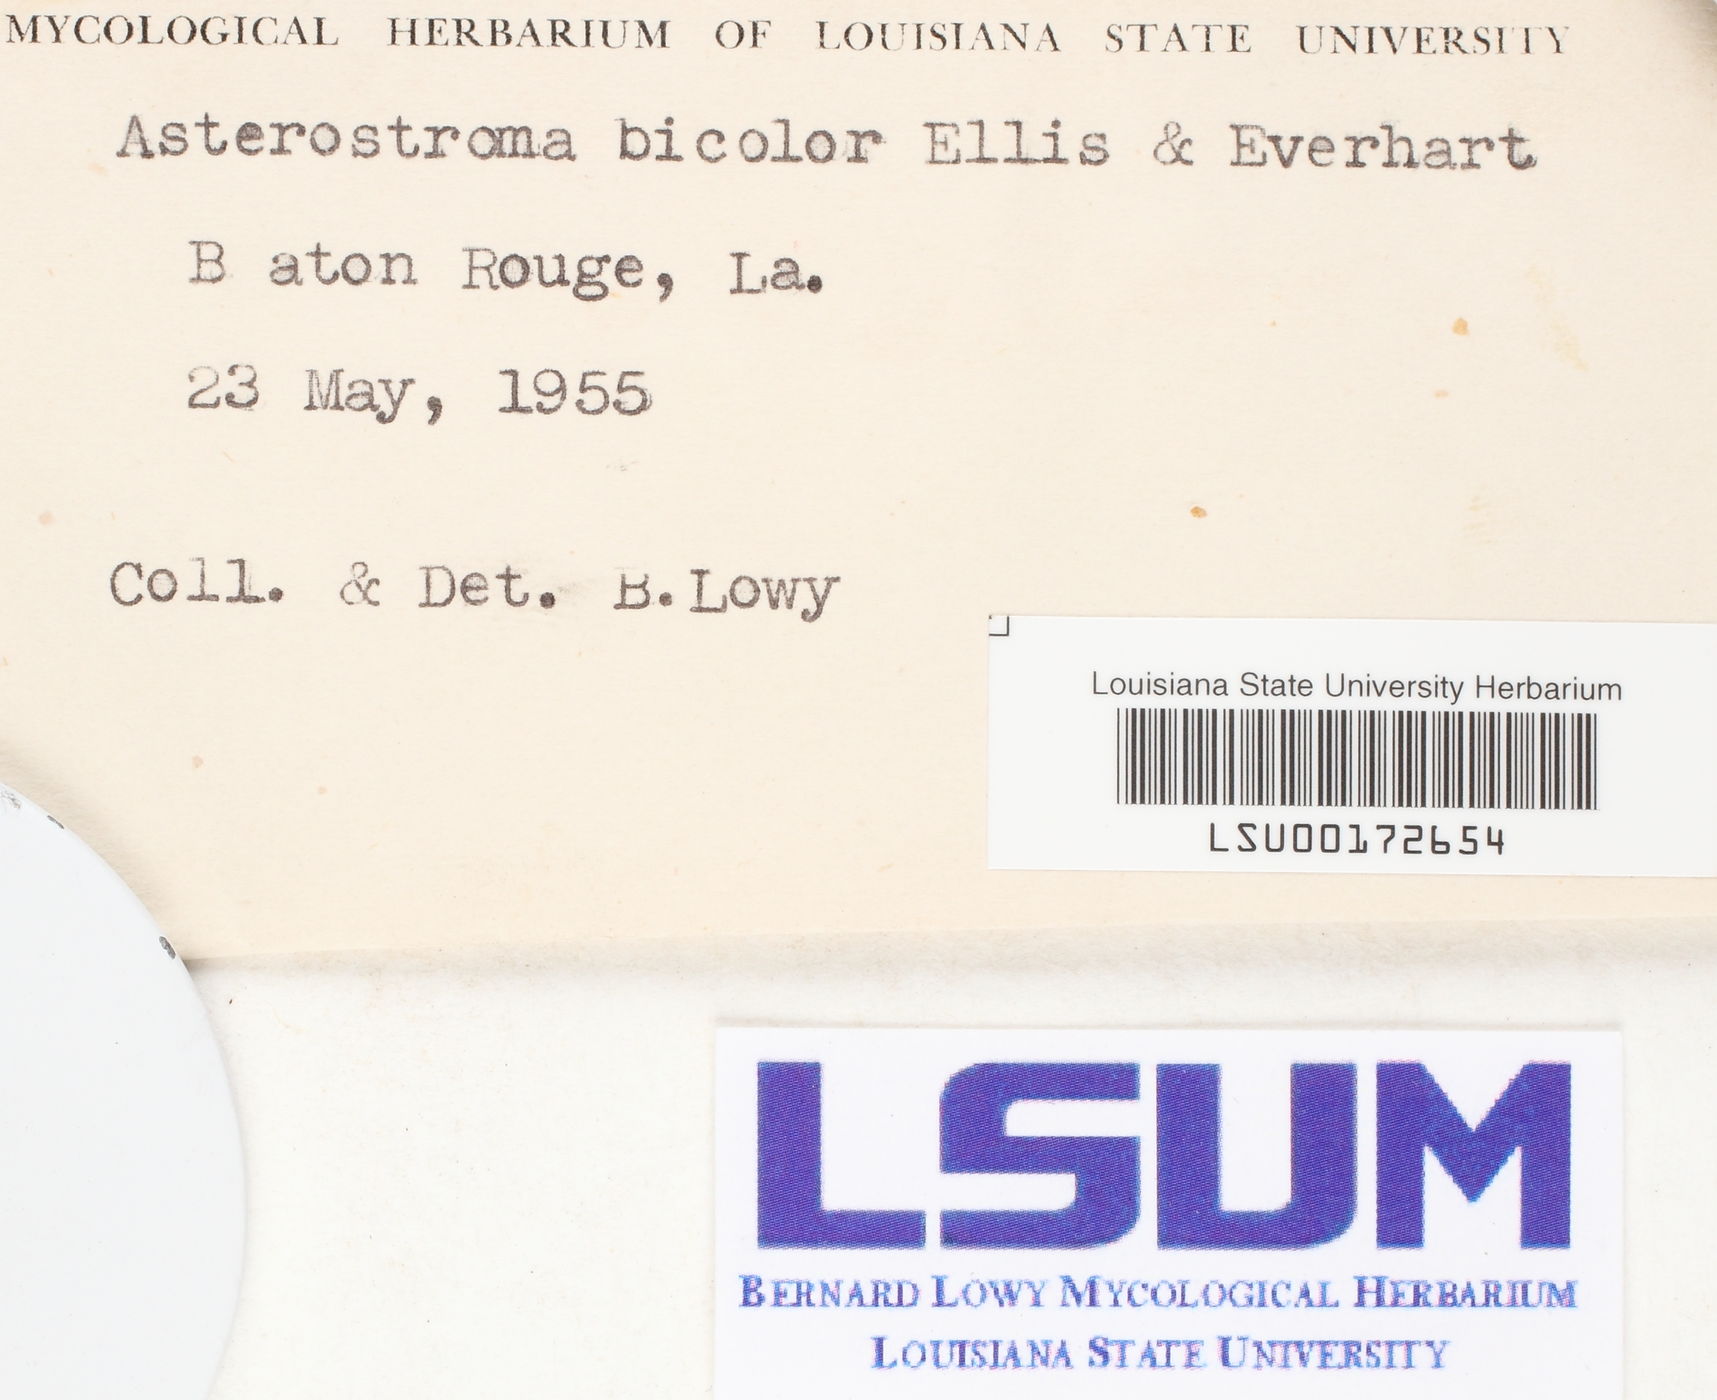 MYCOLOGICAL HERBARIUM OF LOUISIANA STATE UNIVERSITY
Asterostroma bicolor Ellis & Everhart
B aton Rouge, La.
23 May, 1955
Coll. & Det. B.Lowy
Louisiana State University Herbarium
LSU00172654
LSUM
BERNARD LOWY MYCOLOGICAL HERBARIUM
LOUISIANA STATE UNIVERSITY